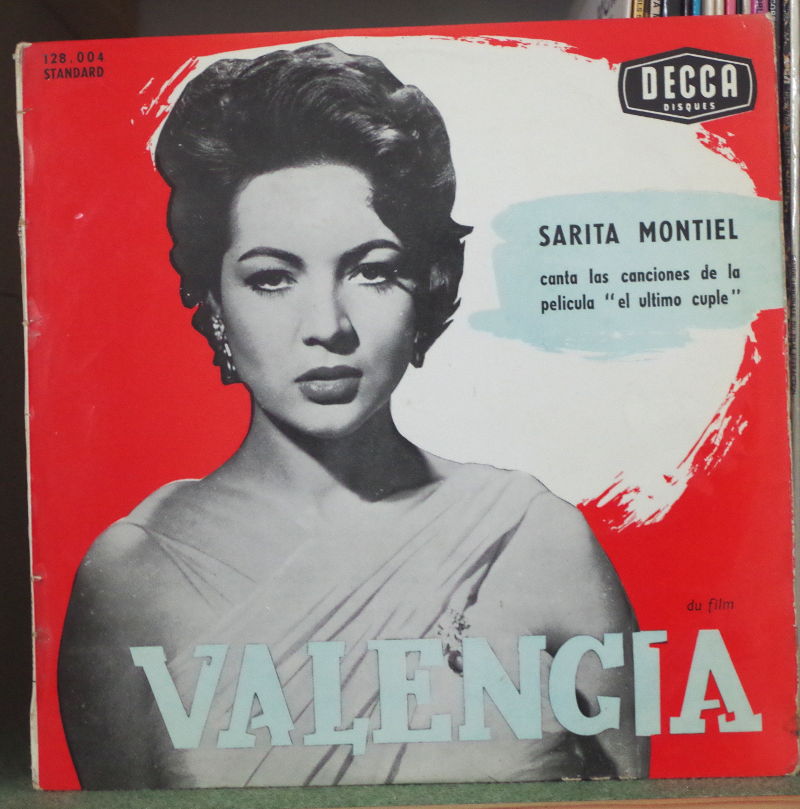 128.004
STANDARD
DECCA
DISQUES
SARITA MONTIEL
canta las canciones de la
pelicula "el ultimo cuple"
du film
VALENCIA